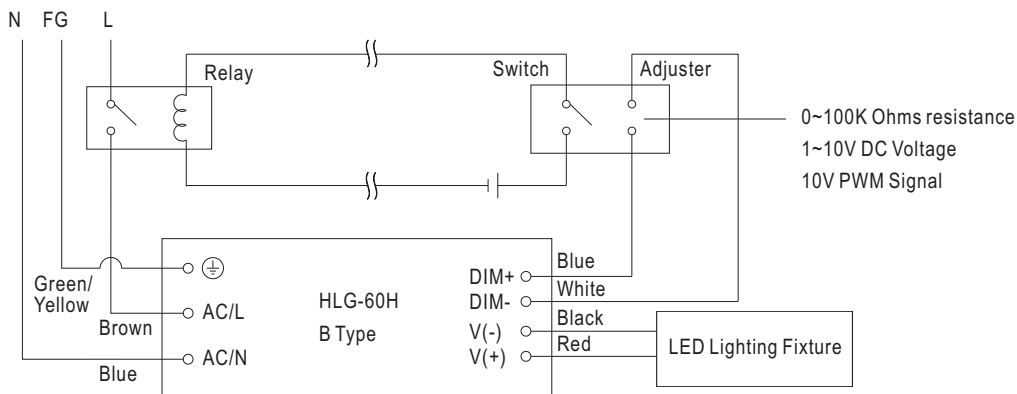 N FG L
Relay
Switch
Adjuster
0~100K Ohms resistance
1~10V DC Voltage
10V PWM Signal
Green/
Yellow
Brown
Blue
AC/L
AC/N
HLG-60H
B Type
DIM+
DIM-
V(-)
V(+)
Blue
White
Black
Red
LED Lighting Fixture